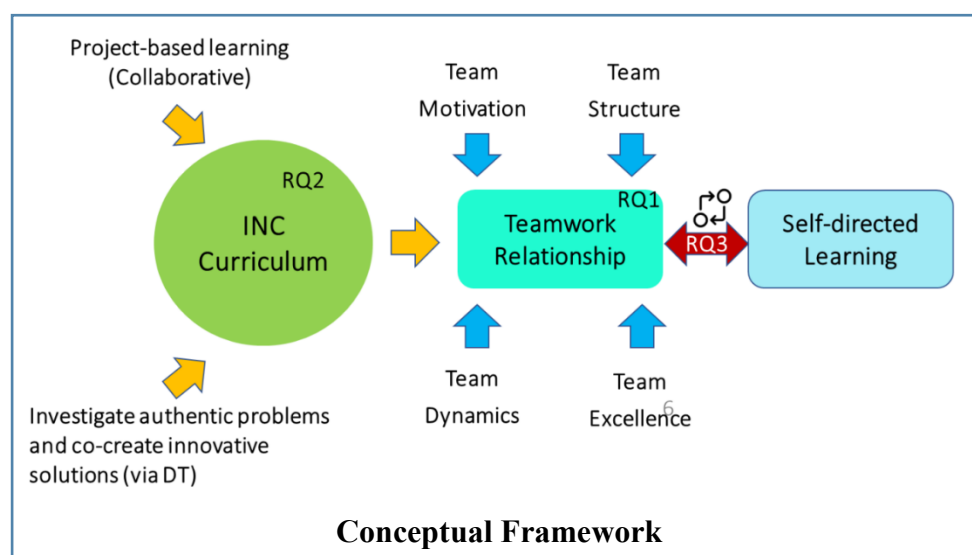 Project-based learning
(Collaborative)
Team
Motivation
Team
Structure
RQ2
INC
Curriculum
RQ1
Teamwork
Relationship
RQ3
Self-directed
Learning
Team
Dynamics
Team
Excellence
6
Investigate authentic problems
and co-create innovative
solutions (via DT)
Conceptual Framework